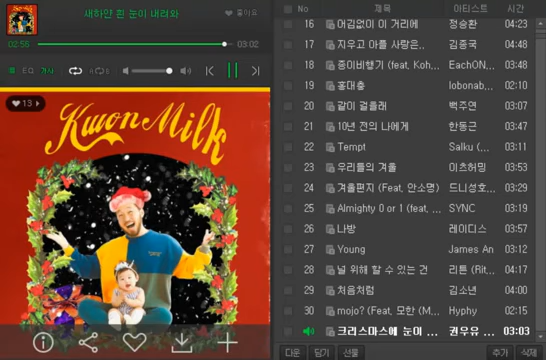 새하얀 흰 눈이 내려와
좋아요
02:56
03:02
EQ 가사
13
Kwon Milk
No 제목 아티스트 시간
16 머리없이 이 거리에 정승환 04:23
17 지우고 아플 사랑은.. 김종국 04:48
18 종이비행기 (feat, Koh... EachON,... 03:48
19 홍대충 lobonab... 02:10
20 같이 걸을래 백주연 03:07
21 10년 전의 나에게 한동근 03:47
22 Tempt Salku (... 03:11
23 우리들의 겨울 이츠허밍 03:53
24 겨울편지 (Feat, 안소명) 드니성호... 03:29
25 Almighty 0 or 1 (feat, ... SYNC 03:19
26 나방 레이디스 03:57
27 Young James An 03:12
28 널 위해 할 수 있는 건 리튼 (Rit... 04:17
29 처음처럼 김소년 04:00
30 mojo? (Feat, 모한 (M... Hyphy 02:15
크리스마스에 눈이 ... 권우유 ... 03:03
다운 담기 선물 추가 삭제